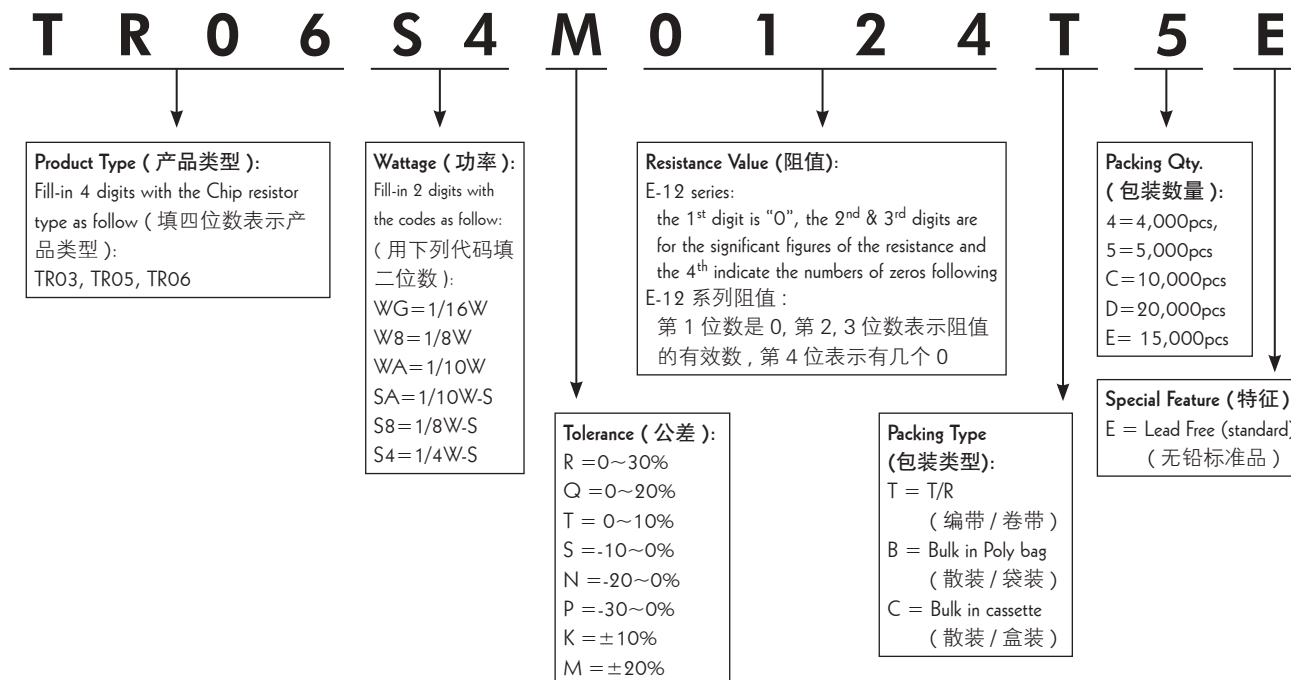 T R 0 6 S 4 M 0 1 2 4 T 5 E
Product Type ( 产品类型 ):
Fill-in 4 digits with the Chip resistor
type as follow ( 填四位数表示产
品类型 ):
TR03, TR05, TR06
Wattage ( 功率 ):
Fill-in 2 digits with
the codes as follow:
( 用下列代码填
二位数 ):
WG=1/16W
W8=1/8W
WA=1/10W
SA=1/10W-S
S8=1/8W-S
S4=1/4W-S
Tolerance ( 公差 ):
R =0~30%
Q =0~20%
T = 0~10%
S =-10~0%
N =-20~0%
P =-30~0%
K =±10%
M =±20%
Resistance Value (阻值):
E-12 series:
the 1st digit is “0”, the 2nd & 3rd digits are
for the significant figures of the resistance and
the 4th indicate the numbers of zeros following
E-12 系列阻值 :
第 1 位数是 0, 第 2, 3 位数表示阻值
的有效数 , 第 4 位表示有几个 0
Packing Type
(包装类型):
T = T/R
( 编带 / 卷带 )
B = Bulk in Poly bag
( 散装 / 袋装 )
C = Bulk in cassette
( 散装 / 盒装 )
Packing Qty.
( 包装数量 ):
4=4,000pcs,
5=5,000pcs
C=10,000pcs
D=20,000pcs
E= 15,000pcs
Special Feature ( 特征 )
E = Lead Free (standard)
( 无铅标准品 )